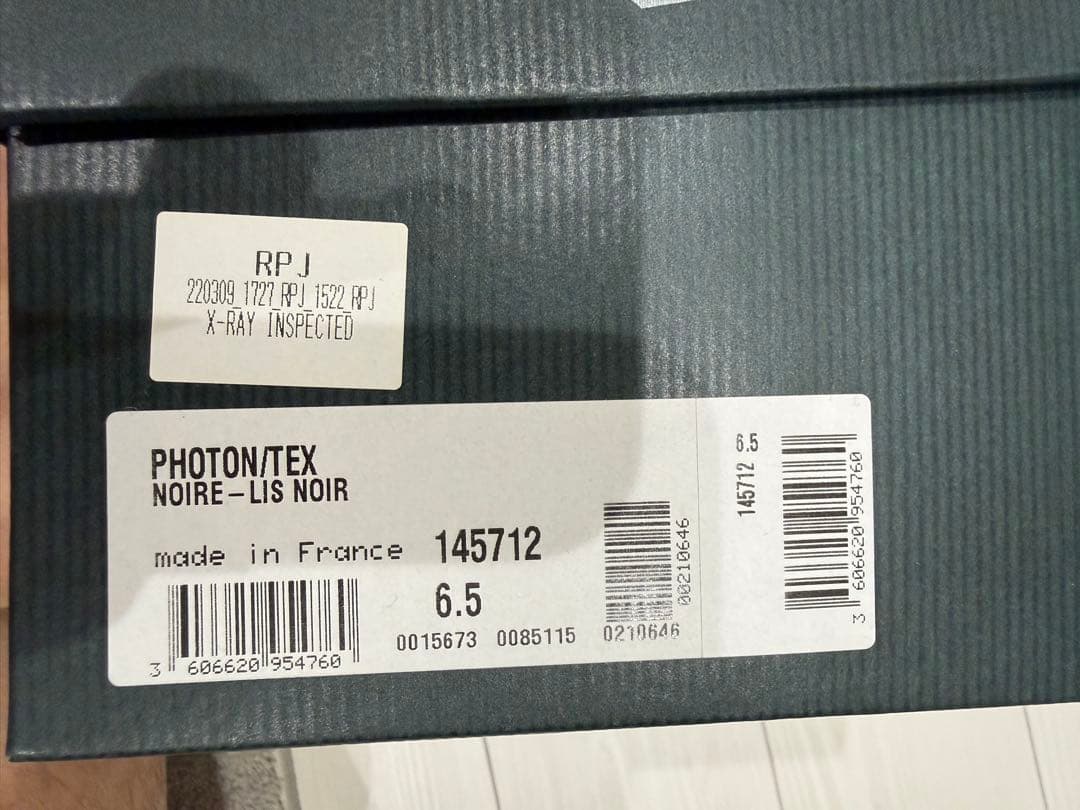 RPJ
220309_1727_RPJ_1522_RPJ
X-RAY INSPECTED
PHOTON/TEX
NOIRE–LIS NOIR
made in France 145712
6.5
3 606620 954760
0015673 0085115 0210646
00210646
6.5
145712
3 606620 954760